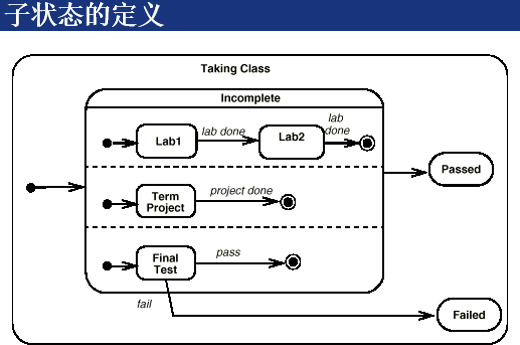 子状态的定义
Taking Class
Incomplete
Lab1
lab done
Lab2
lab
done
Passed
Term
Project
project done
Final
Test
pass
fail
Failed